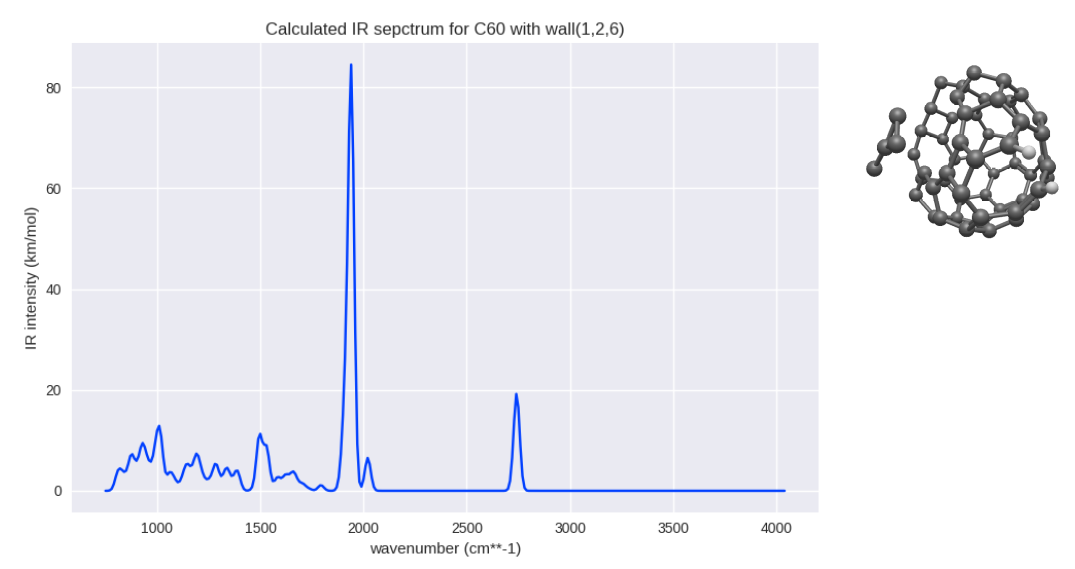 Calculated IR sepctrum for C60 with wall(1,2,6)
80
60
40
20
0
IR intensity (km/mol)
1000 1500 2000 2500 3000 3500 4000
wavenumber (cm**-1)